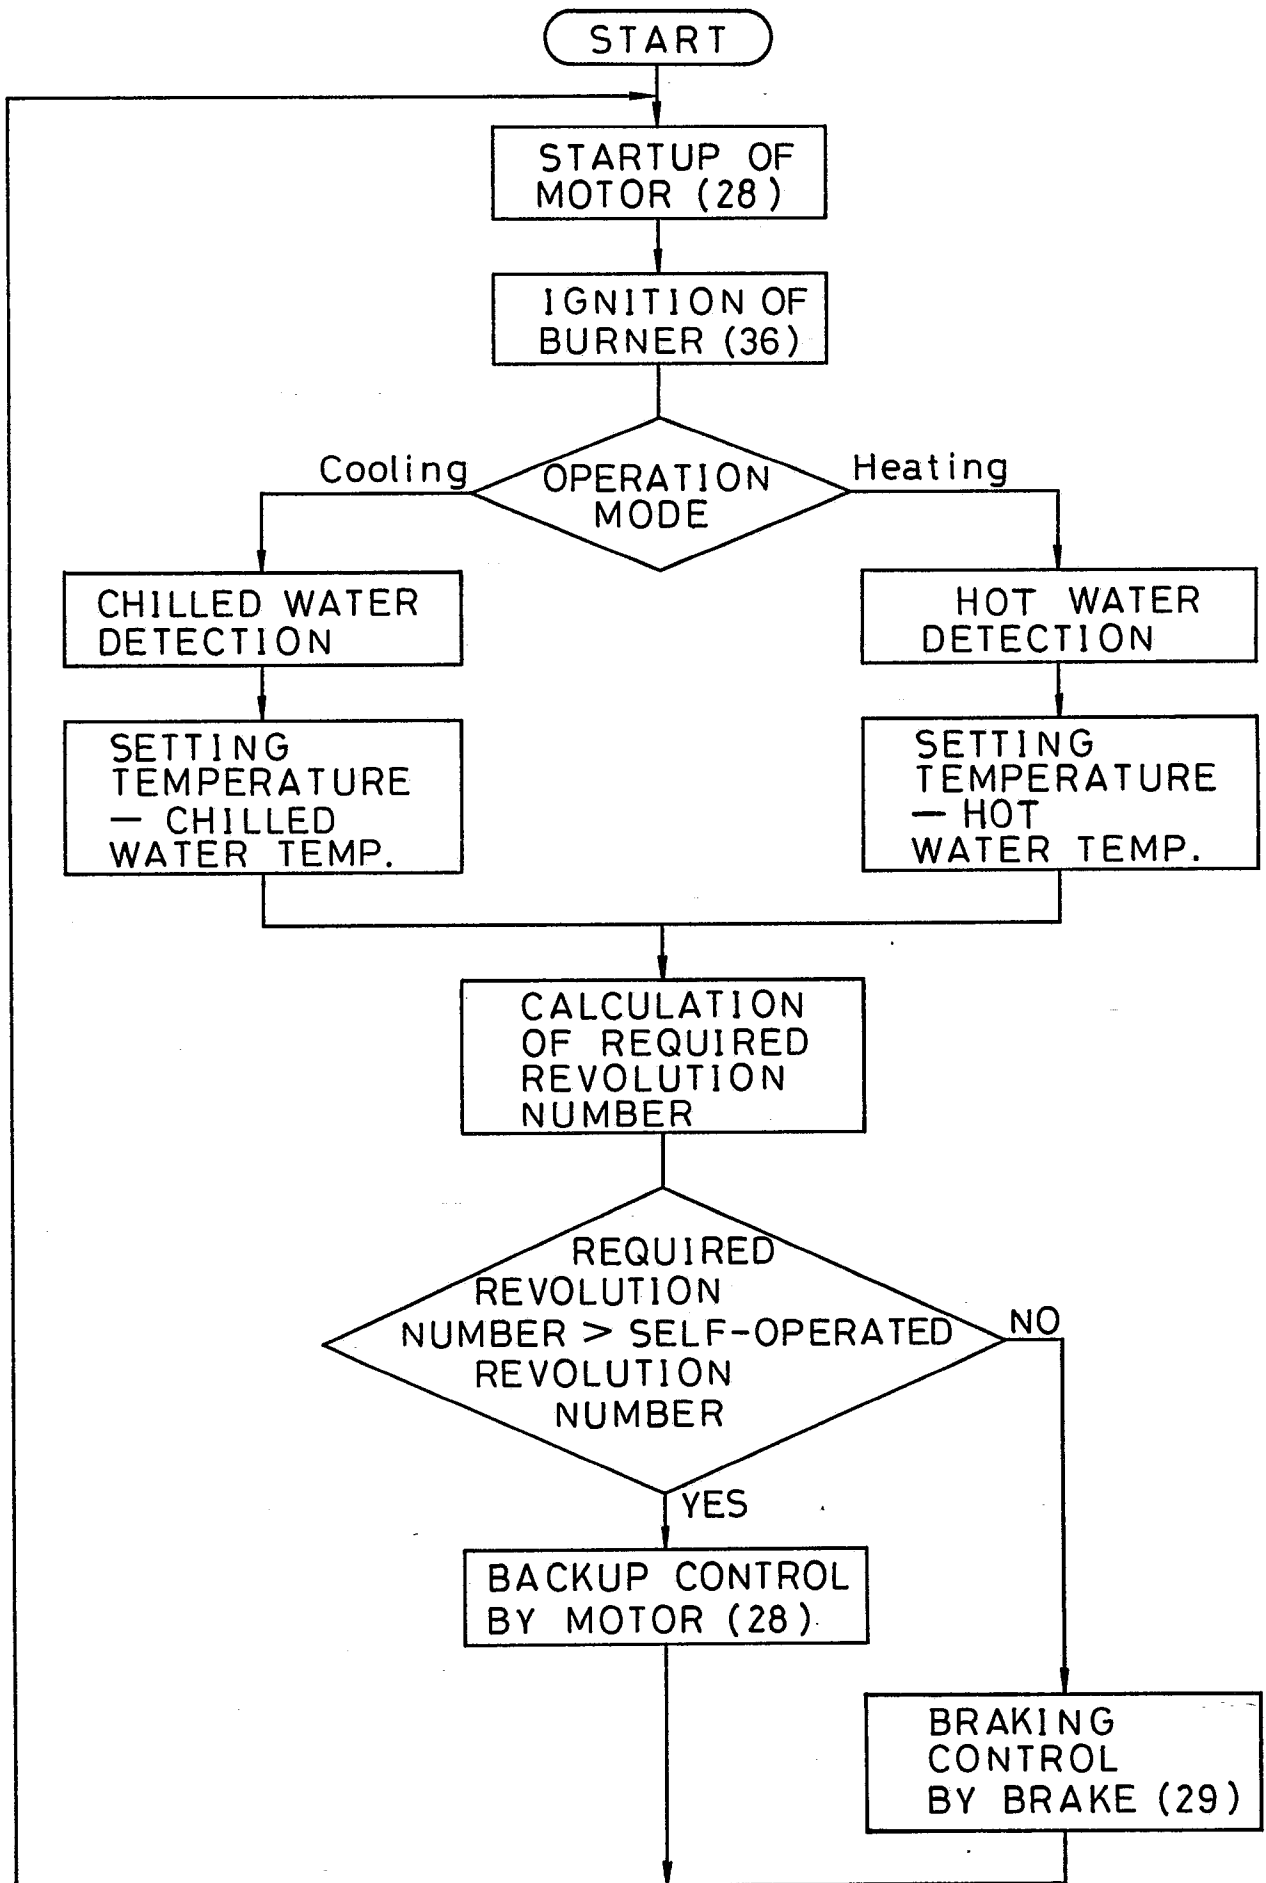 START
STARTUP OF
MOTOR (28)
IGNITION OF
BURNER (36)
Cooling
OPERATION
MODE
Heating
CHILLED WATER
DETECTION
HOT WATER
DETECTION
SETTING
TEMPERATURE
— CHILLED
WATER TEMP.
SETTING
TEMPERATURE
— HOT
WATER TEMP.
CALCULATION
OF REQUIRED
REVOLUTION
NUMBER
REQUIRED
REVOLUTION
NUMBER > SELF-OPERATED
REVOLUTION
NUMBER
NO
YES
BACKUP CONTROL
BY MOTOR (28)
BRAKING
CONTROL
BY BRAKE (29)